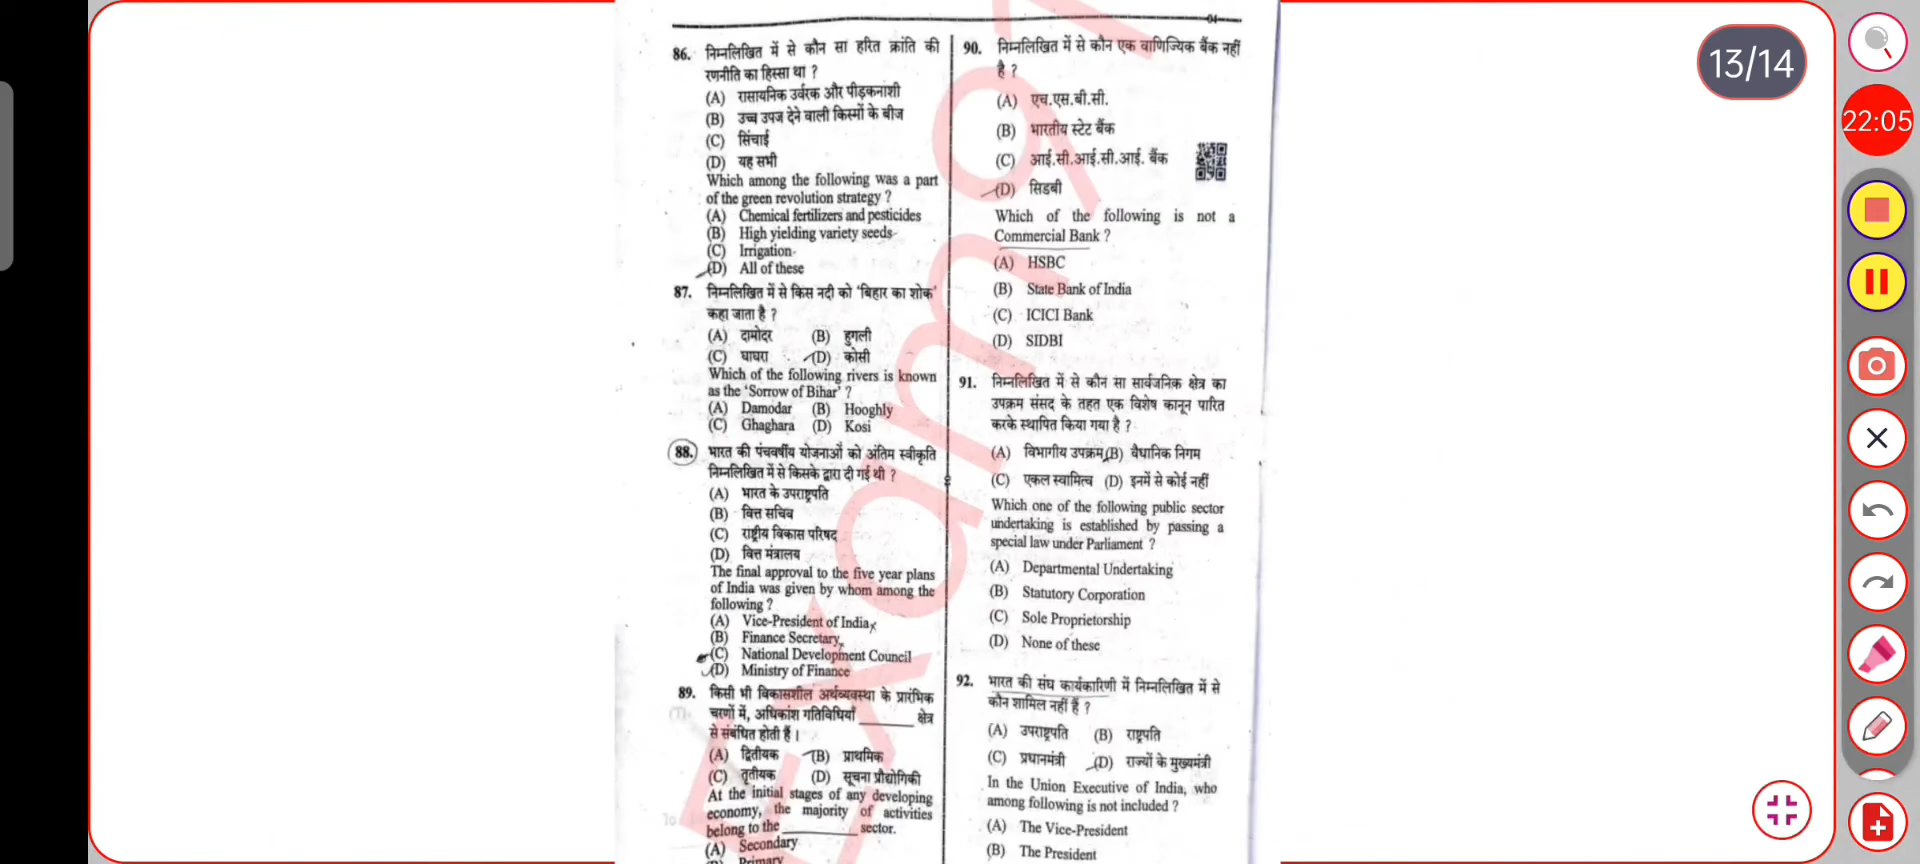 13/14
22:05
86. निम्नलिखित में से कौन सा हरित क्रांति की
रणनीति का हिस्सा था ?
(A) रासायनिक उर्वरक और पीड़कनाशी
(B) उच्च उपज देने वाली किस्मों के बीज
(C) सिंचाई
(D) यह सभी
Which among the following was a part
of the green revolution strategy ?
(A) Chemical fertilizers and pesticides
(B) High yielding variety seeds
(C) Irrigation
(D) All of these
87. निम्नलिखित में से किस नदी को 'बिहार का शोक'
कहा जाता है ?
(A) दामोदर (B) हुगली
(C) घाघरा (D) कोसी
Which of the following rivers is known
as the 'Sorrow of Bihar' ?
(A) Damodar (B) Hooghly
(C) Ghaghara (D) Kosi
88. भारत की पंचवर्षीय योजनाओं को अंतिम स्वीकृति
निम्नलिखित में से किसके द्वारा दी गई थी ?
(A) भारत के उपराष्ट्रपति
(B) वित्त सचिव
(C) राष्ट्रीय विकास परिषद
(D) वित्त मंत्रालय
The final approval to the five year plans
of India was given by whom among the
following ?
(A) Vice-President of India
(B) Finance Secretary
(C) National Development Council
(D) Ministry of Finance
89. किसी भी विकासशील अर्थव्यवस्था के प्रारंभिक
चरणों में, अधिकांश गतिविधियाँ ______ क्षेत्र
से संबंधित होती हैं ।
(A) द्वितीयक (B) प्राथमिक
(C) तृतीयक (D) सूचना प्रौद्योगिकी
At the initial stages of any developing
economy, the majority of activities
belong to the ________ sector.
(A) Secondary
(B) Primary
90. निम्नलिखित में से कौन एक वाणिज्यिक बैंक नहीं
है ?
(A) एच.एस.बी.सी.
(B) भारतीय स्टेट बैंक
(C) आई.सी.आई.सी.आई. बैंक
(D) सिडबी
Which of the following is not a
Commercial Bank ?
(A) HSBC
(B) State Bank of India
(C) ICICI Bank
(D) SIDBI
91. निम्नलिखित में से कौन सा सार्वजनिक क्षेत्र का
उपक्रम संसद के तहत एक विशेष कानून पारित
करके स्थापित किया गया है ?
(A) विभागीय उपक्रम (B) वैधानिक निगम
(C) एकल स्वामित्व (D) इनमें से कोई नहीं
Which one of the following public sector
undertaking is established by passing a
special law under Parliament ?
(A) Departmental Undertaking
(B) Statutory Corporation
(C) Sole Proprietorship
(D) None of these
92. भारत की संघ कार्यकारिणी में निम्नलिखित में से
कौन शामिल नहीं हैं ?
(A) उपराष्ट्रपति (B) राष्ट्रपति
(C) प्रधानमंत्री (D) राज्यों के मुख्यमंत्री
In the Union Executive of India, who
among following is not included ?
(A) The Vice-President
(B) The President